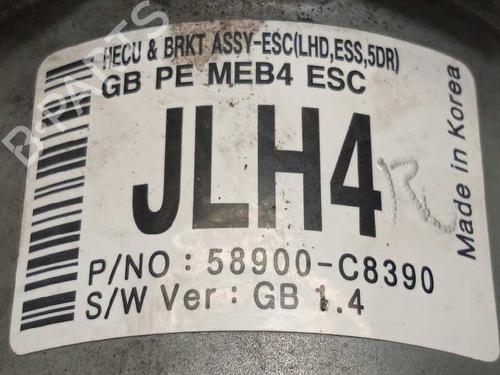 B-PARTS
HECU & BRKT ASSY-ESC(LHD,ESS,5DR)
GB PE MEB4 ESC
JLH4
P/NO : 58900-C8390
S/W Ver : GB 1.4
Made in Korea